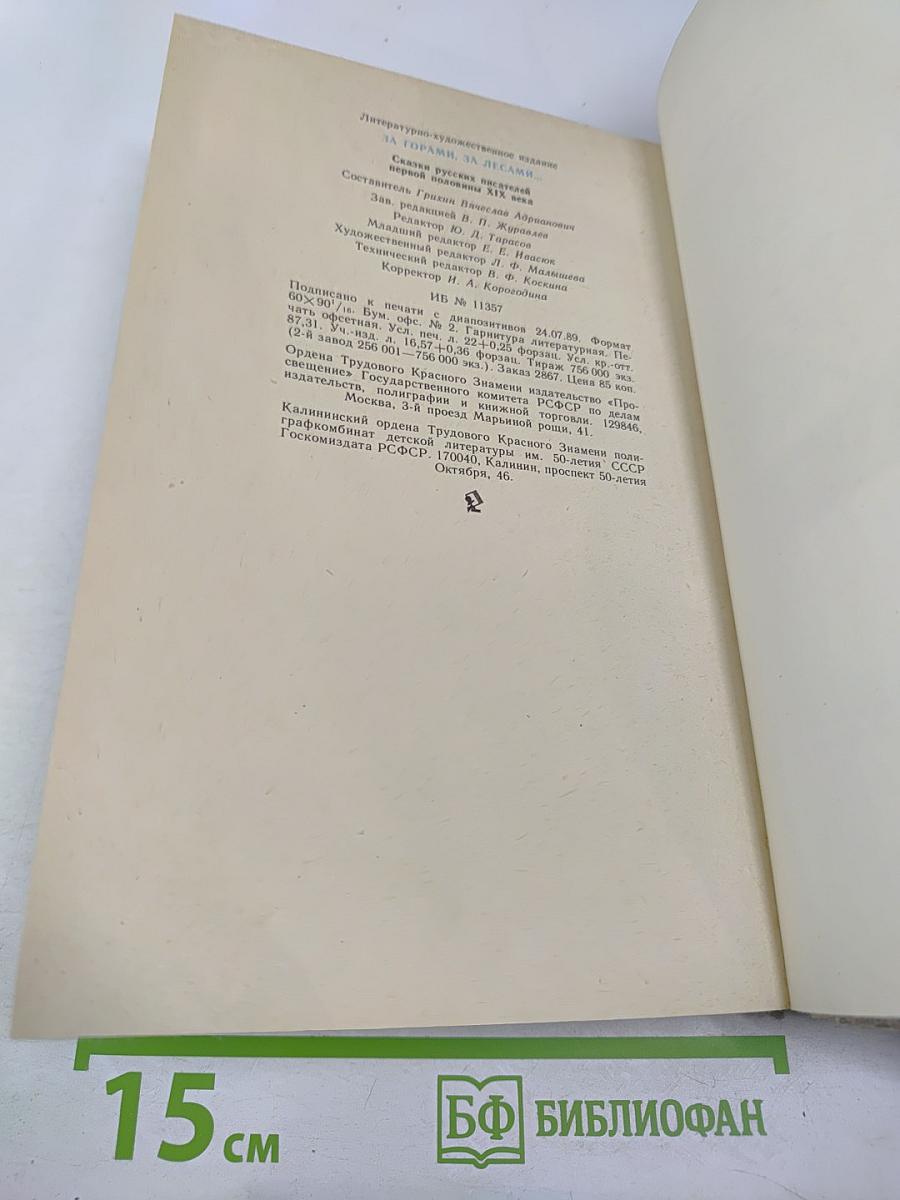 Литературно-художественное издание
ЗА ГОРАМИ, ЗА ЛЕСАМИ...
Сказки русских писателей
первой половины XIX века
Составитель Грихин Вячеслав Адрианович
Зав. редакцией В. П. Журавлев
Редактор Ю. Д. Тарасов
Младший редактор Е. Е. Ивасюк
Художественный редактор Л. Ф. Малышева
Технический редактор В. Ф. Коскина
Корректор И. А. Корогодина
ИБ № 11357
Подписано к печати с диапозитивов 24.07.89. Формат
60×90¹/₁₆. Бум. офс. № 2. Гарнитура литературная. Пе-
чать офсетная. Усл. печ. л. 22+0,25 форзац. Усл. кр.-отт.
87,31. Уч.-изд. л. 16,57+0,36 форзац. Тираж 756 000 экз.
(2-й завод 256 001—756 000 экз.). Заказ 2867. Цена 85 коп.
Ордена Трудового Красного Знамени издательство «Про-
свещение» Государственного комитета РСФСР по делам
издательств, полиграфии и книжной торговли. 129846,
Москва, 3-й проезд Марьиной рощи, 41.
Калининский ордена Трудового Красного Знамени поли-
графкомбинат детской литературы им. 50-летия СССР
Госкомиздата РСФСР. 170040, Калинин, проспект 50-летия
Октября, 46.
15 см
БФ БИБЛИОФАН